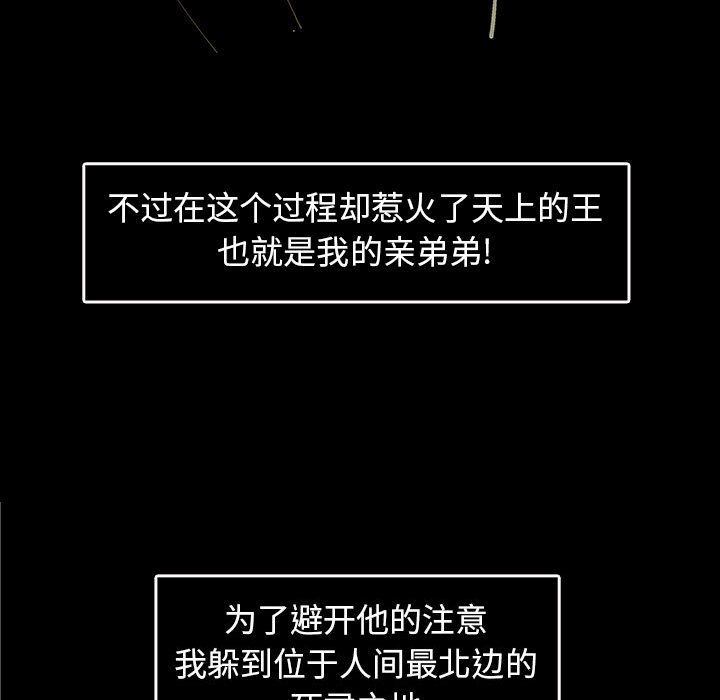 不过在这个过程却惹火了天上的王
也就是我的亲弟弟!
为了避开他的注意
我躲到位于人间最北边的